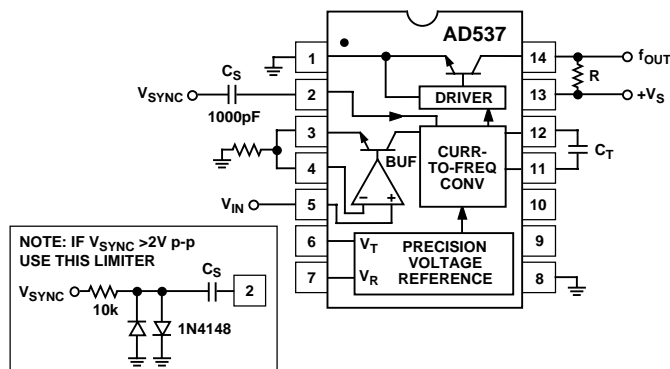 AD537
1
14
f_OUT
C_S
DRIVER
R
V_SYNC
2
13
+V_S
1000pF
3
12
CURR-
TO-FREQ
CONV
BUF
C_T
4
11
V_IN
5
− +
10
6
V_T
PRECISION
VOLTAGE
REFERENCE
9
7
V_R
8
NOTE: IF V_SYNC >2V p-p
USE THIS LIMITER
C_S
V_SYNC
2
10k
1N4148